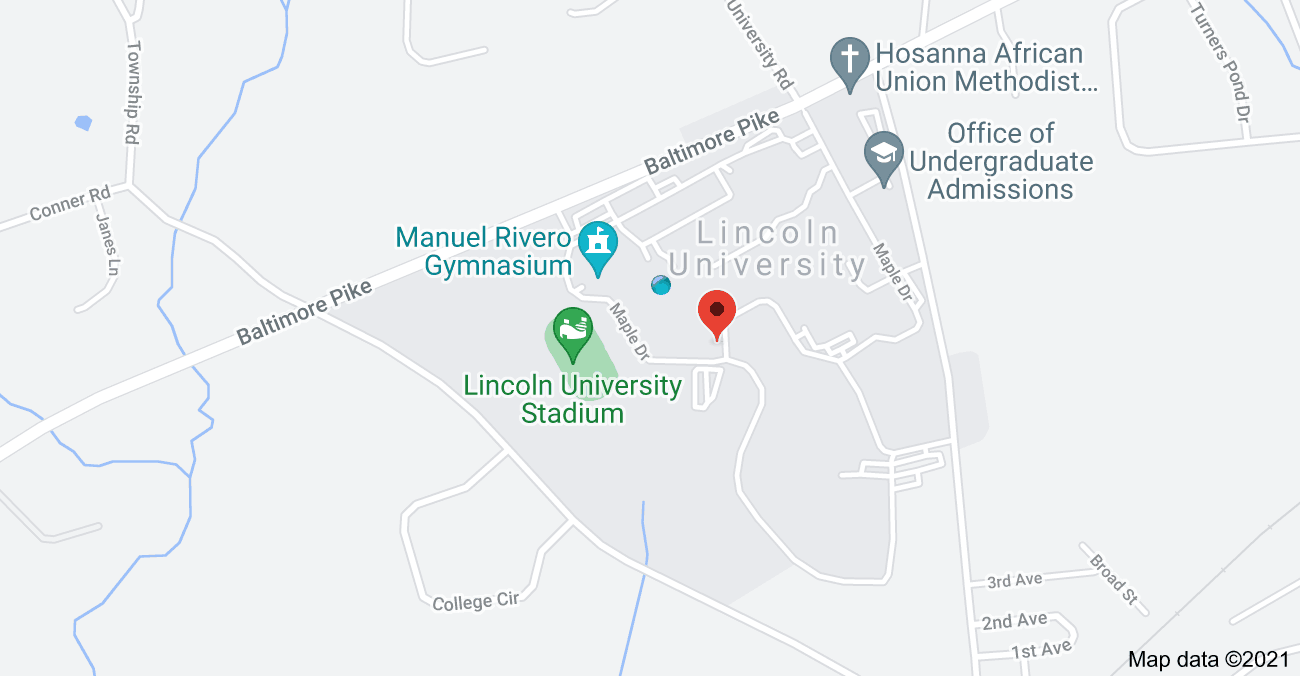 University Rd
Turners Pond Dr
Township Rd
Hosanna African
Union Methodist...
Baltimore Pike
Office of
Undergraduate
Admissions
Conner Rd
Janes Ln
Manuel Rivero
Gymnasium
Lincoln
University
Maple Dr
Baltimore Pike
Maple Dr
Lincoln University
Stadium
College Cir
3rd Ave
Broad St
2nd Ave
1st Ave
Map data ©2021